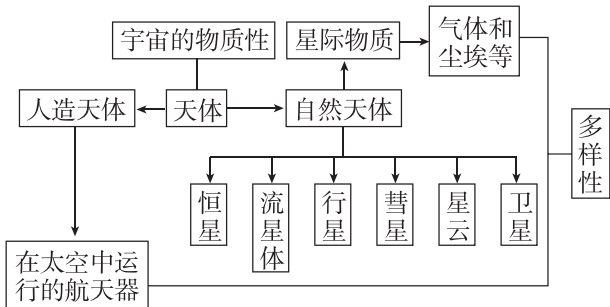 宇宙的物质性
星际物质
气体和
尘埃等
人造天体
天体
自然天体
多样性
恒星
流星体
行星
彗星
星云
卫星
在太空中运
行的航天器